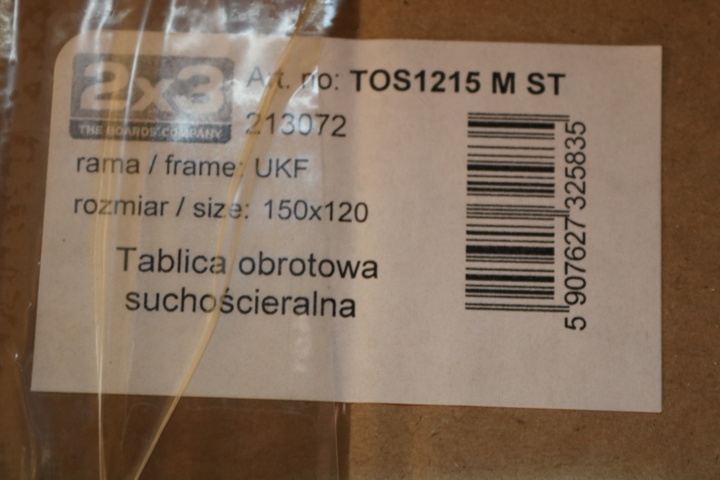 2x3
THE BOARDS' COMPANY
Art. no: TOS1215 M ST
213072
rama / frame: UKF
rozmiar / size: 150x120
Tablica obrotowa
suchościeralna
5 907627 325835